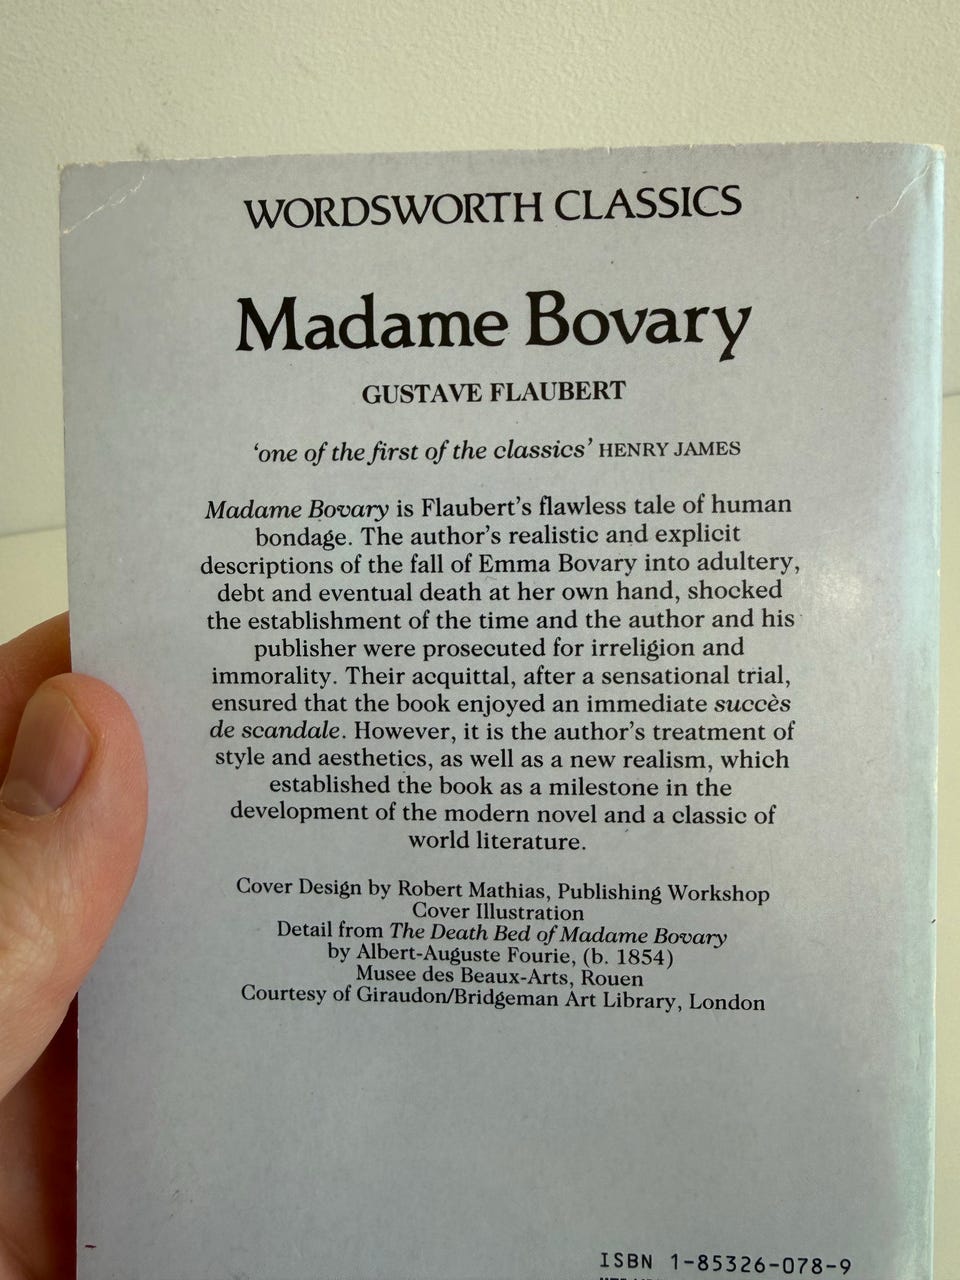 WORDSWORTH CLASSICS
Madame Bovary
GUSTAVE FLAUBERT
‘one of the first of the classics’ HENRY JAMES
Madame Bovary is Flaubert’s flawless tale of human
bondage. The author’s realistic and explicit
descriptions of the fall of Emma Bovary into adultery,
debt and eventual death at her own hand, shocked
the establishment of the time and the author and his
publisher were prosecuted for irreligion and
immorality. Their acquittal, after a sensational trial,
ensured that the book enjoyed an immediate succès
de scandale. However, it is the author’s treatment of
style and aesthetics, as well as a new realism, which
established the book as a milestone in the
development of the modern novel and a classic of
world literature.
Cover Design by Robert Mathias, Publishing Workshop
Cover Illustration
Detail from The Death Bed of Madame Bovary
by Albert-Auguste Fourie, (b. 1854)
Musee des Beaux-Arts, Rouen
Courtesy of Giraudon/Bridgeman Art Library, London
ISBN 1-85326-078-9